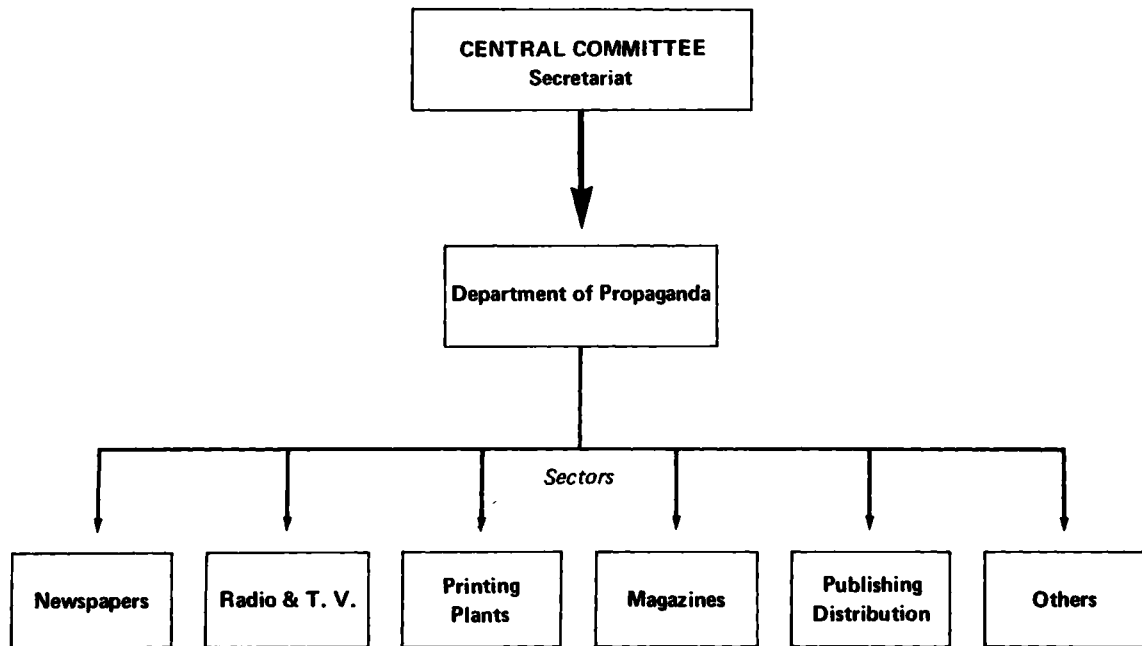 CENTRAL COMMITTEE
Secretariat
Department of Propaganda
Sectors
Newspapers
Radio & T. V.
Printing
Plants
Magazines
Publishing
Distribution
Others